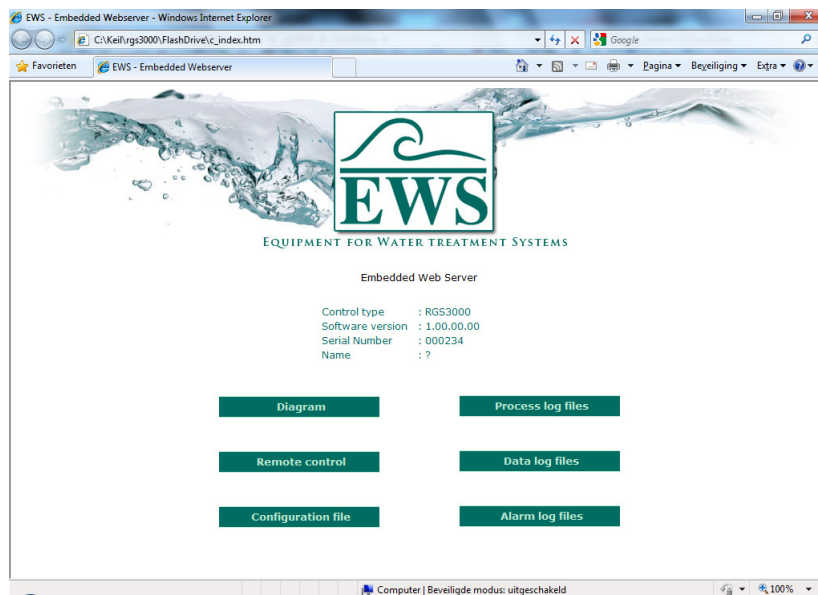 EWS - Embedded Webserver - Windows Internet Explorer
C:\Keil\rgs3000\FlashDrive\c_index.htm
Google
Favorieten
EWS - Embedded Webserver
Pagina
Beveiliging
Extra
EWS
EQUIPMENT FOR WATER TREATMENT SYSTEMS
Embedded Web Server
Control type : RGS3000
Software version : 1.00.00.00
Serial Number : 000234
Name : ?
Diagram
Process log files
Remote control
Data log files
Configuration file
Alarm log files
Computer | Beveiligde modus: uitgeschakeld
100%